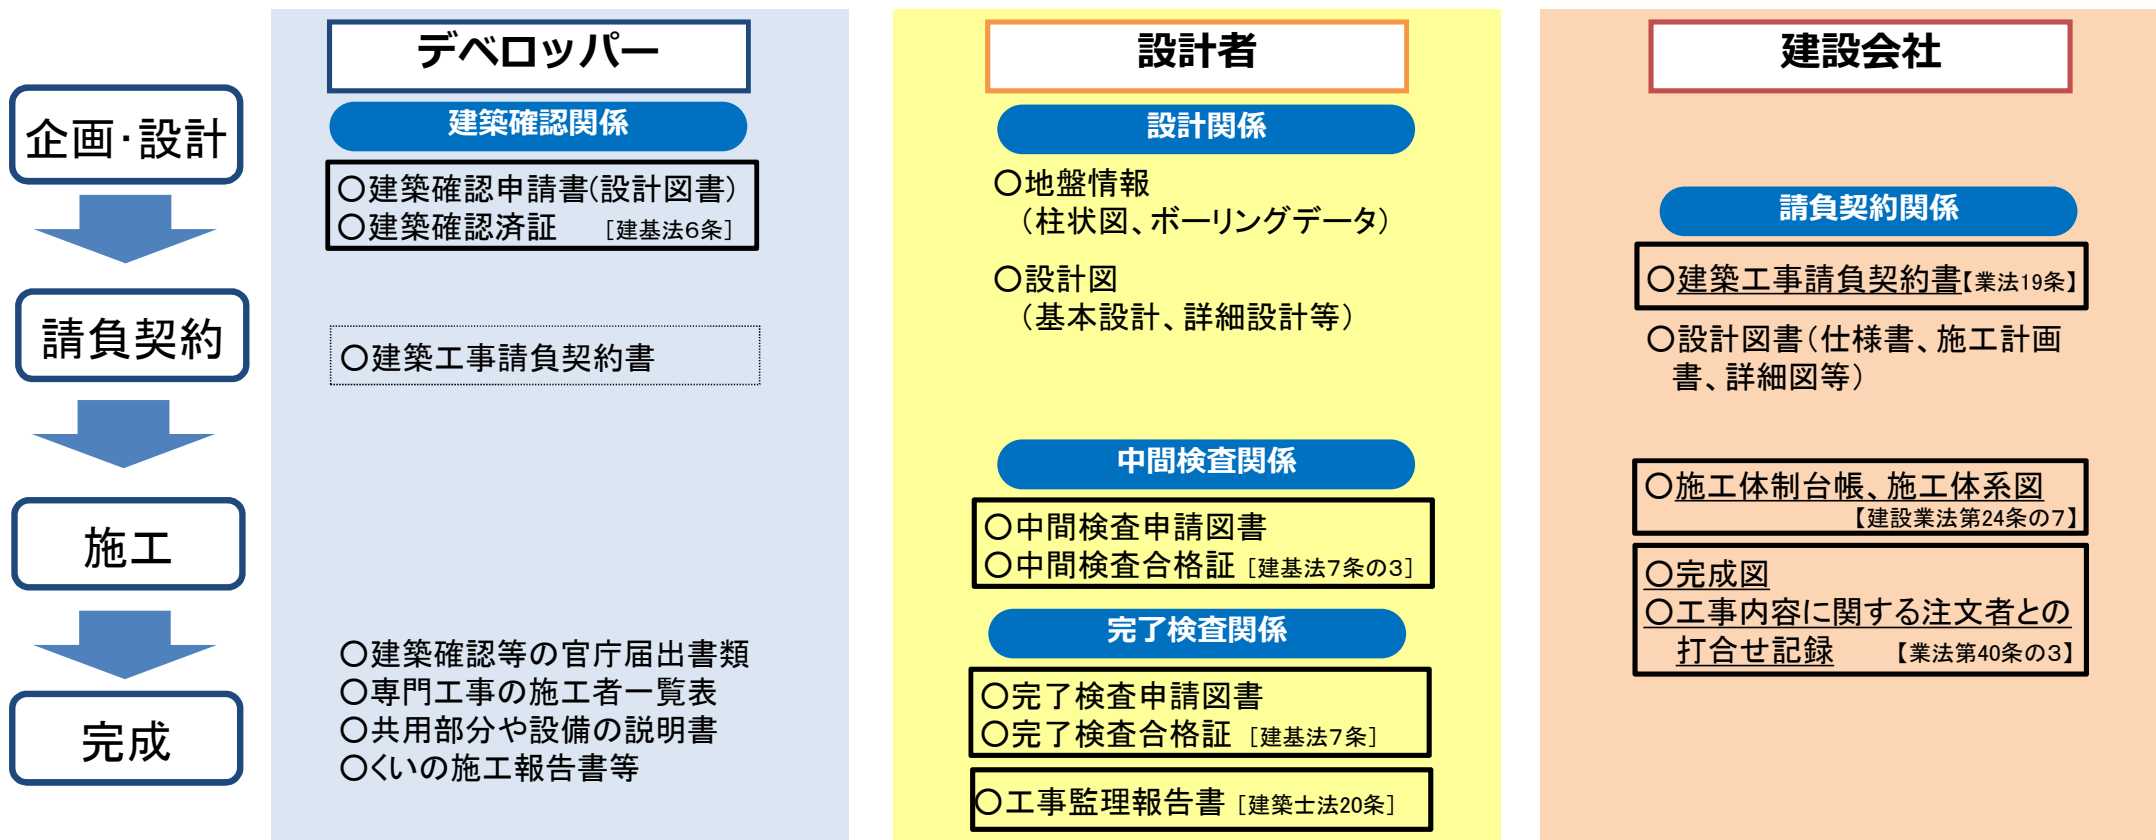 企画・設計
請負契約
施工
完成
デベロッパー
建築確認関係
○建築確認申請書(設計図書)
○建築確認済証 [建基法6条]
○建築工事請負契約書
○建築確認等の官庁届出書類
○専門工事の施工者一覧表
○共用部分や設備の説明書
○くいの施工報告書等
設計者
設計関係
○地盤情報
(柱状図、ボーリングデータ)
○設計図
(基本設計、詳細設計等)
中間検査関係
○中間検査申請図書
○中間検査合格証 [建基法7条の3]
完了検査関係
○完了検査申請図書
○完了検査合格証 [建基法7条]
○工事監理報告書 [建築士法20条]
建設会社
請負契約関係
○建築工事請負契約書【業法19条】
○設計図書(仕様書、施工計画
書、詳細図等)
○施工体制台帳、施工体系図
【建設業法第24条の7】
○完成図
○工事内容に関する注文者との
打合せ記録 【業法第40条の3】